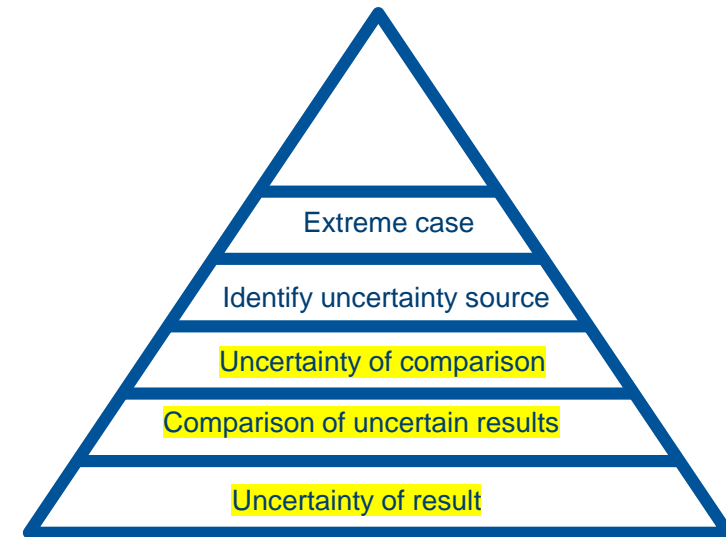 Extreme case
Identify uncertainty source
Uncertainty of comparison
Comparison of uncertain results
Uncertainty of result